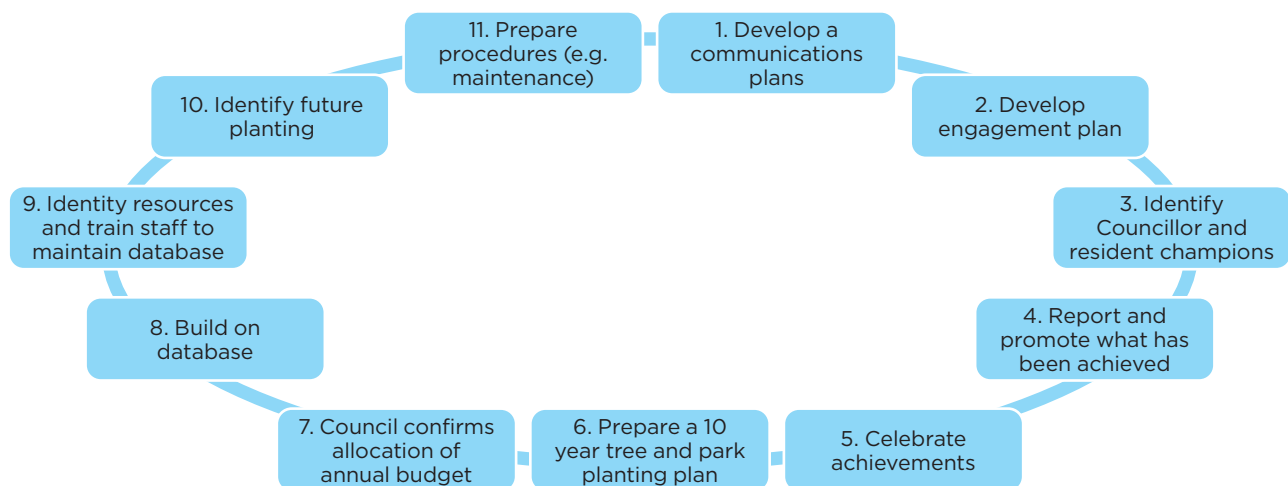 11. Prepare
procedures (e.g.
maintenance)
1. Develop a
communications
plans
2. Develop
engagement plan
3. Identify
Councillor and
resident champions
4. Report and
promote what has
been achieved
5. Celebrate
achievements
6. Prepare a 10
year tree and park
planting plan
7. Council confirms
allocation of
annual budget
8. Build on
database
9. Identity resources
and train staff to
maintain database
10. Identify future
planting